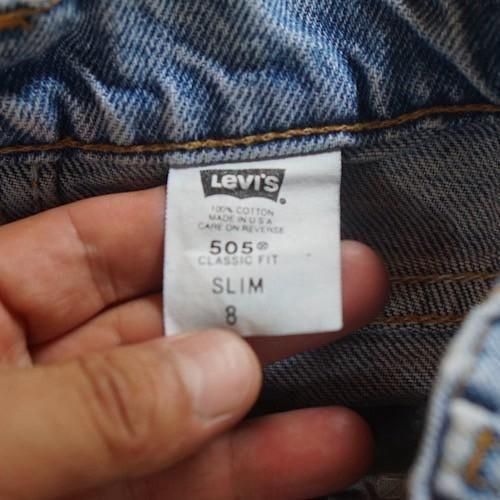 Levi's®
100% COTTON
MADE IN U S A
CARE ON REVERSE
505®
CLASSIC FIT
SLIM
8